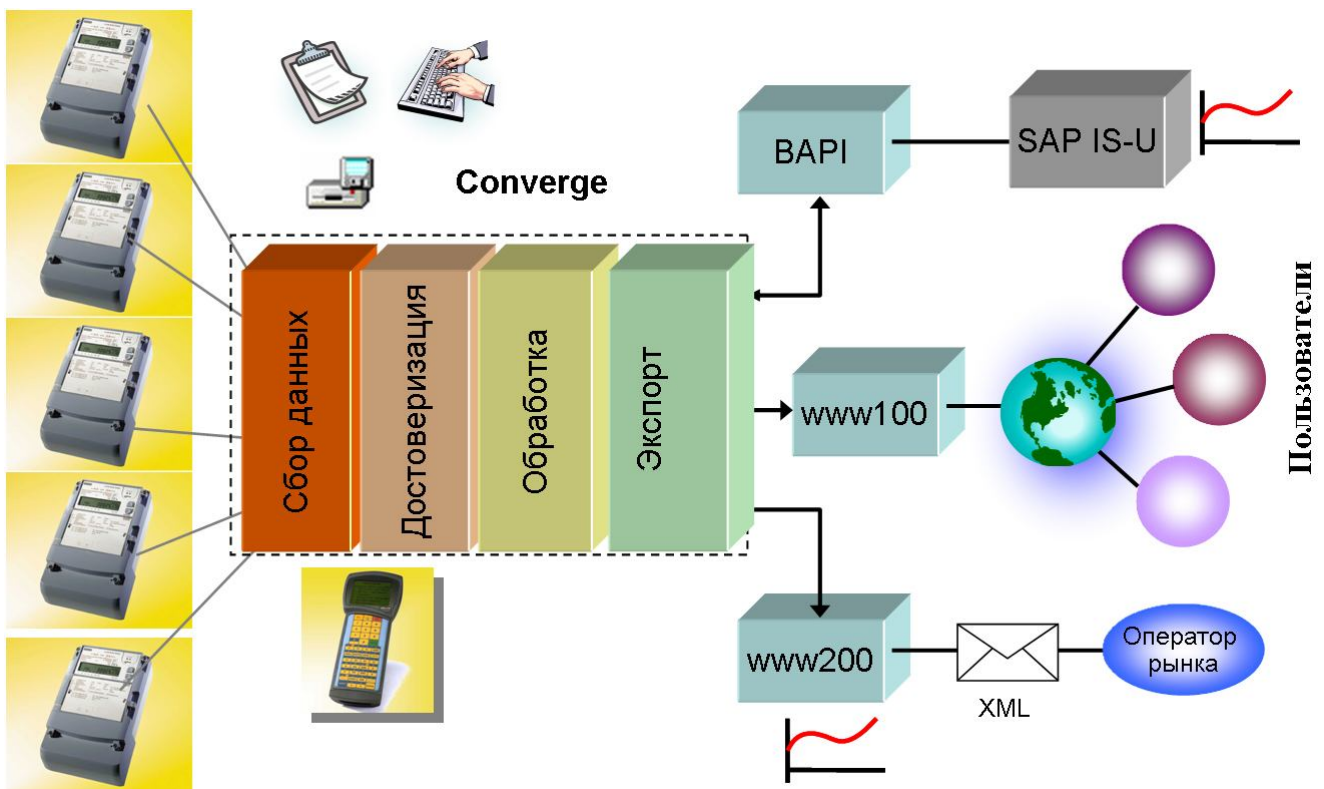 Converge
Сбор данных
Достоверизация
Обработка
Экспорт
BAPI
SAP IS-U
www100
Пользователи
www200
XML
Оператор
рынка